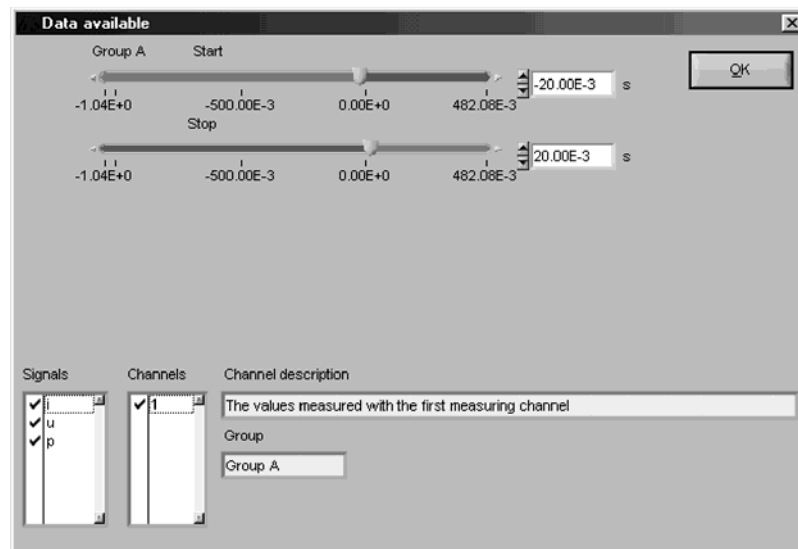 Data available
Group A Start
OK
-20.00E-3 s
-1.04E+0 -500.00E-3 0.00E+0 482.08E-3
Stop
20.00E-3 s
-1.04E+0 -500.00E-3 0.00E+0 482.08E-3
Signals Channels Channel description
i 1 The values measured with the first measuring channel
u
p
Group
Group A